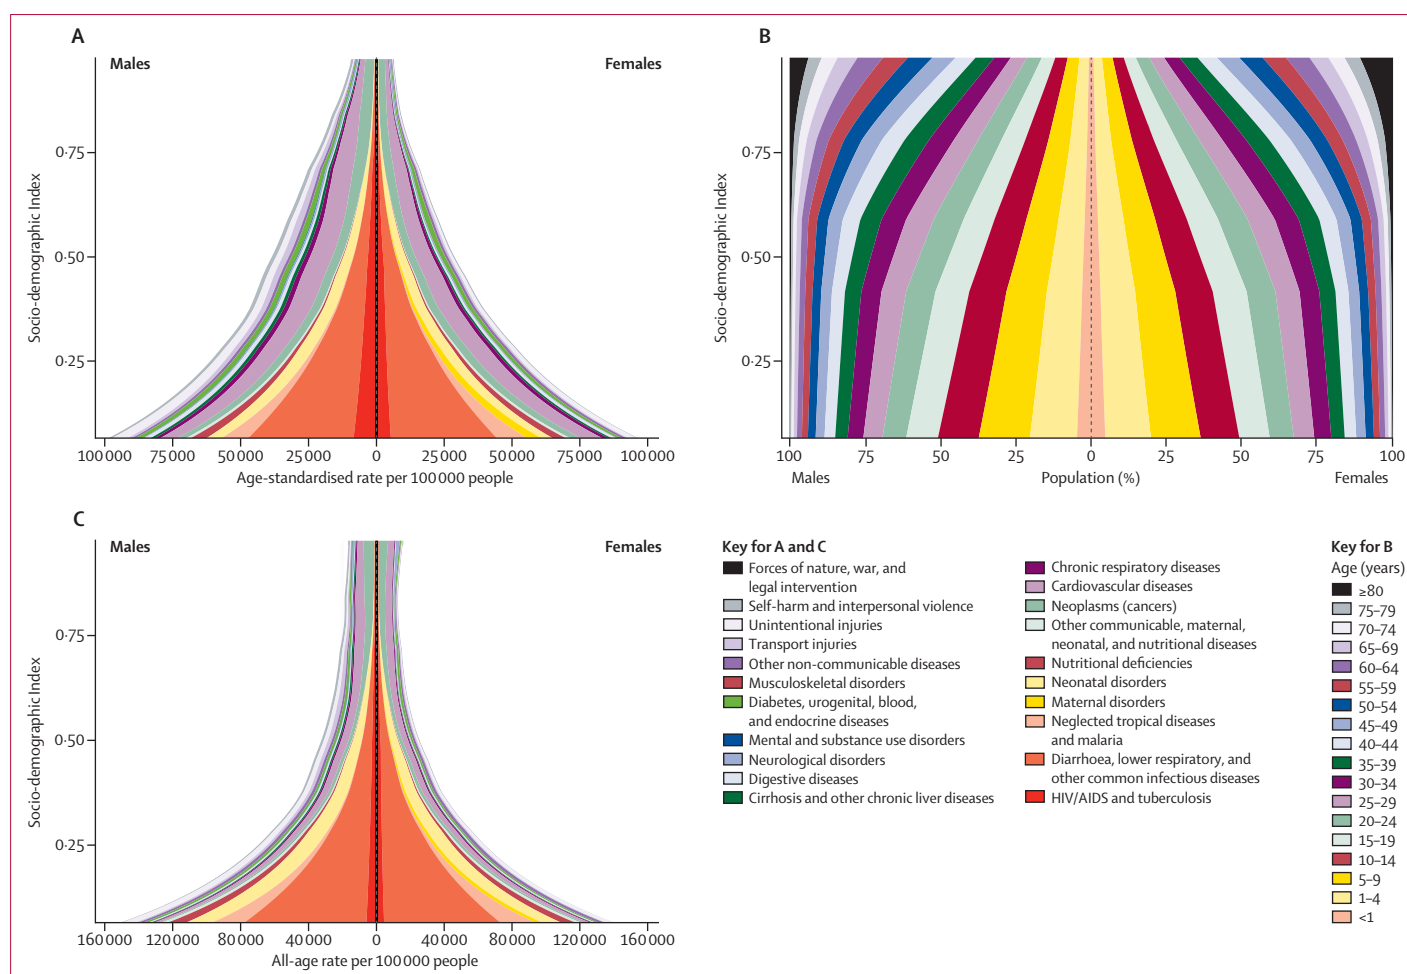 A
Males
Females
Socio-demographic Index
0·75
0·50
0·25
100 000
75 000
50 000
25 000
0
25 000
50 000
75 000
100 000
Age-standardised rate per 100 000 people
B
Socio-demographic Index
0·75
0·50
0·25
100
75
50
25
0
25
50
75
100
Males
Population (%)
Females
C
Males
Females
Socio-demographic Index
0·75
0·50
0·25
160 000
120 000
80 000
40 000
0
40 000
80 000
120 000
160 000
All-age rate per 100 000 people
Key for A and C
Forces of nature, war, and
legal intervention
Self-harm and interpersonal violence
Unintentional injuries
Transport injuries
Other non-communicable diseases
Musculoskeletal disorders
Diabetes, urogenital, blood,
and endocrine diseases
Mental and substance use disorders
Neurological disorders
Digestive diseases
Cirrhosis and other chronic liver diseases
Chronic respiratory diseases
Cardiovascular diseases
Neoplasms (cancers)
Other communicable, maternal,
neonatal, and nutritional diseases
Nutritional deficiencies
Neonatal disorders
Maternal disorders
Neglected tropical diseases
and malaria
Diarrhoea, lower respiratory, and
other common infectious diseases
HIV/AIDS and tuberculosis
Key for B
Age (years)
≥80
75–79
70–74
65–69
60–64
55–59
50–54
45–49
40–44
35–39
30–34
25–29
20–24
15–19
10–14
5–9
1–4
<1